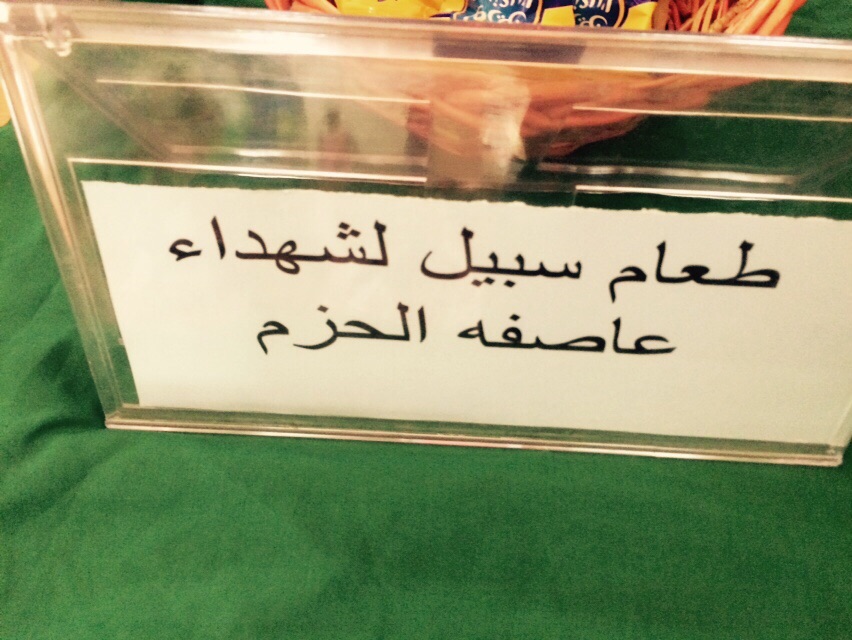 طعام سبيل لشهداء
عاصفه الحزم